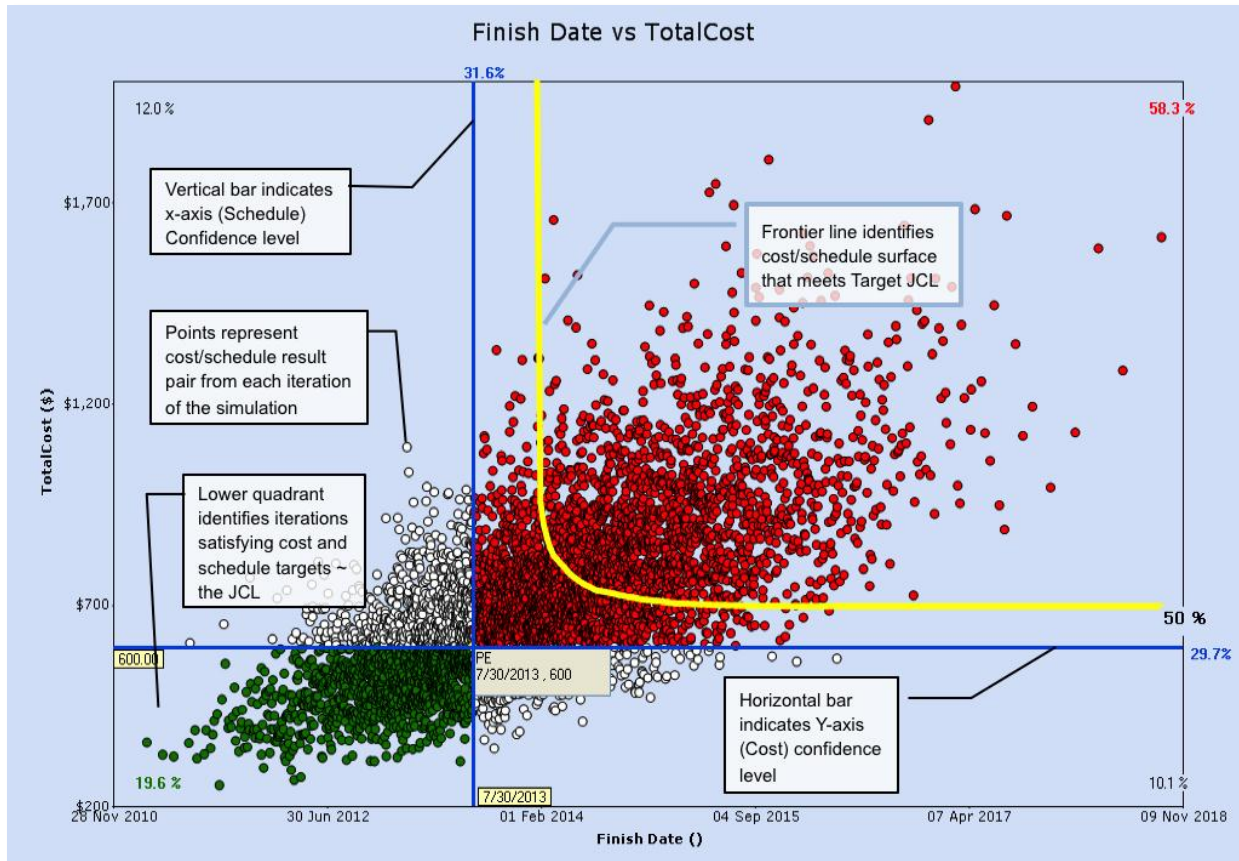 Finish Date vs TotalCost
31.6%
12.0 %
58.3 %
Vertical bar indicates
x-axis (Schedule)
Confidence level
$1,700
Frontier line identifies
cost/schedule surface
that meets Target JCL
Points represent
cost/schedule result
pair from each iteration
of the simulation
$1,200
TotalCost ($)
Lower quadrant
identifies iterations
satisfying cost and
schedule targets ~
the JCL
$700
50 %
600.00
PE
7/30/2013 , 600
29.7%
Horizontal bar
indicates Y-axis
(Cost) confidence
level
19.6 %
10.1 %
7/30/2013
$200
28 Nov 2010
30 Jun 2012
01 Feb 2014
04 Sep 2015
07 Apr 2017
09 Nov 2018
Finish Date ()